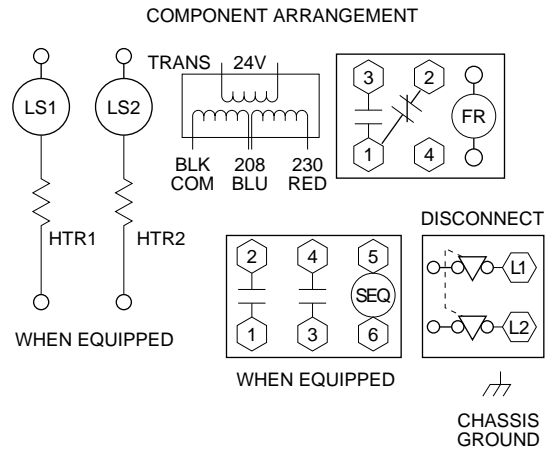 COMPONENT ARRANGEMENT
TRANS 24V
LS1 LS2
3 2
FR
1 4
BLK 208 230
COM BLU RED
HTR1 HTR2
DISCONNECT
2 4 5
SEQ
1 3 6
L1
L2
WHEN EQUIPPED
WHEN EQUIPPED
CHASSIS
GROUND